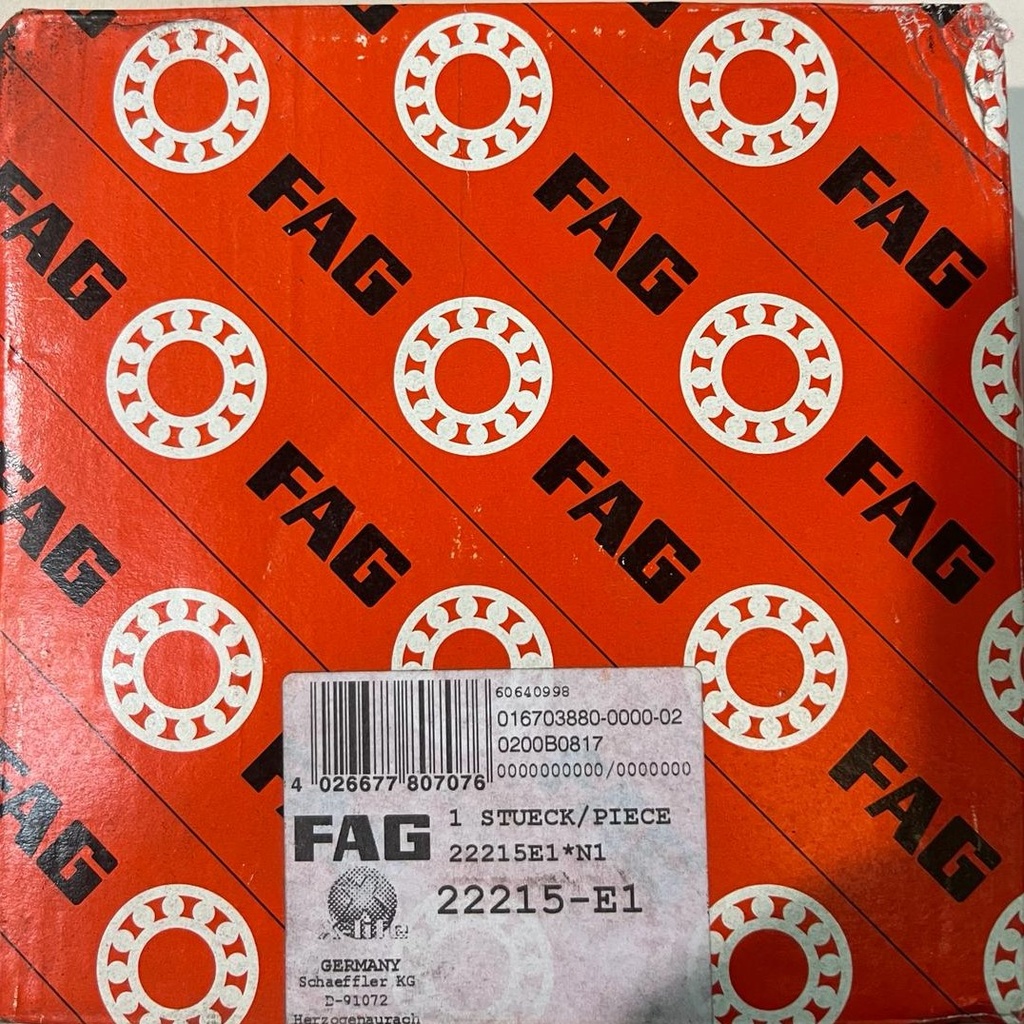 FAG
FAG
FAG
FAG
FAG
FAG
FAG
FAG
FAG
FAG
60640998
016703880-0000-02
0200B0817
0000000000/0000000
4 026677 807076
FAG
1 STUECK/PIECE
22215E1*N1
22215-E1
GERMANY
Schaeffler KG
D-91072
Herzogenaurach